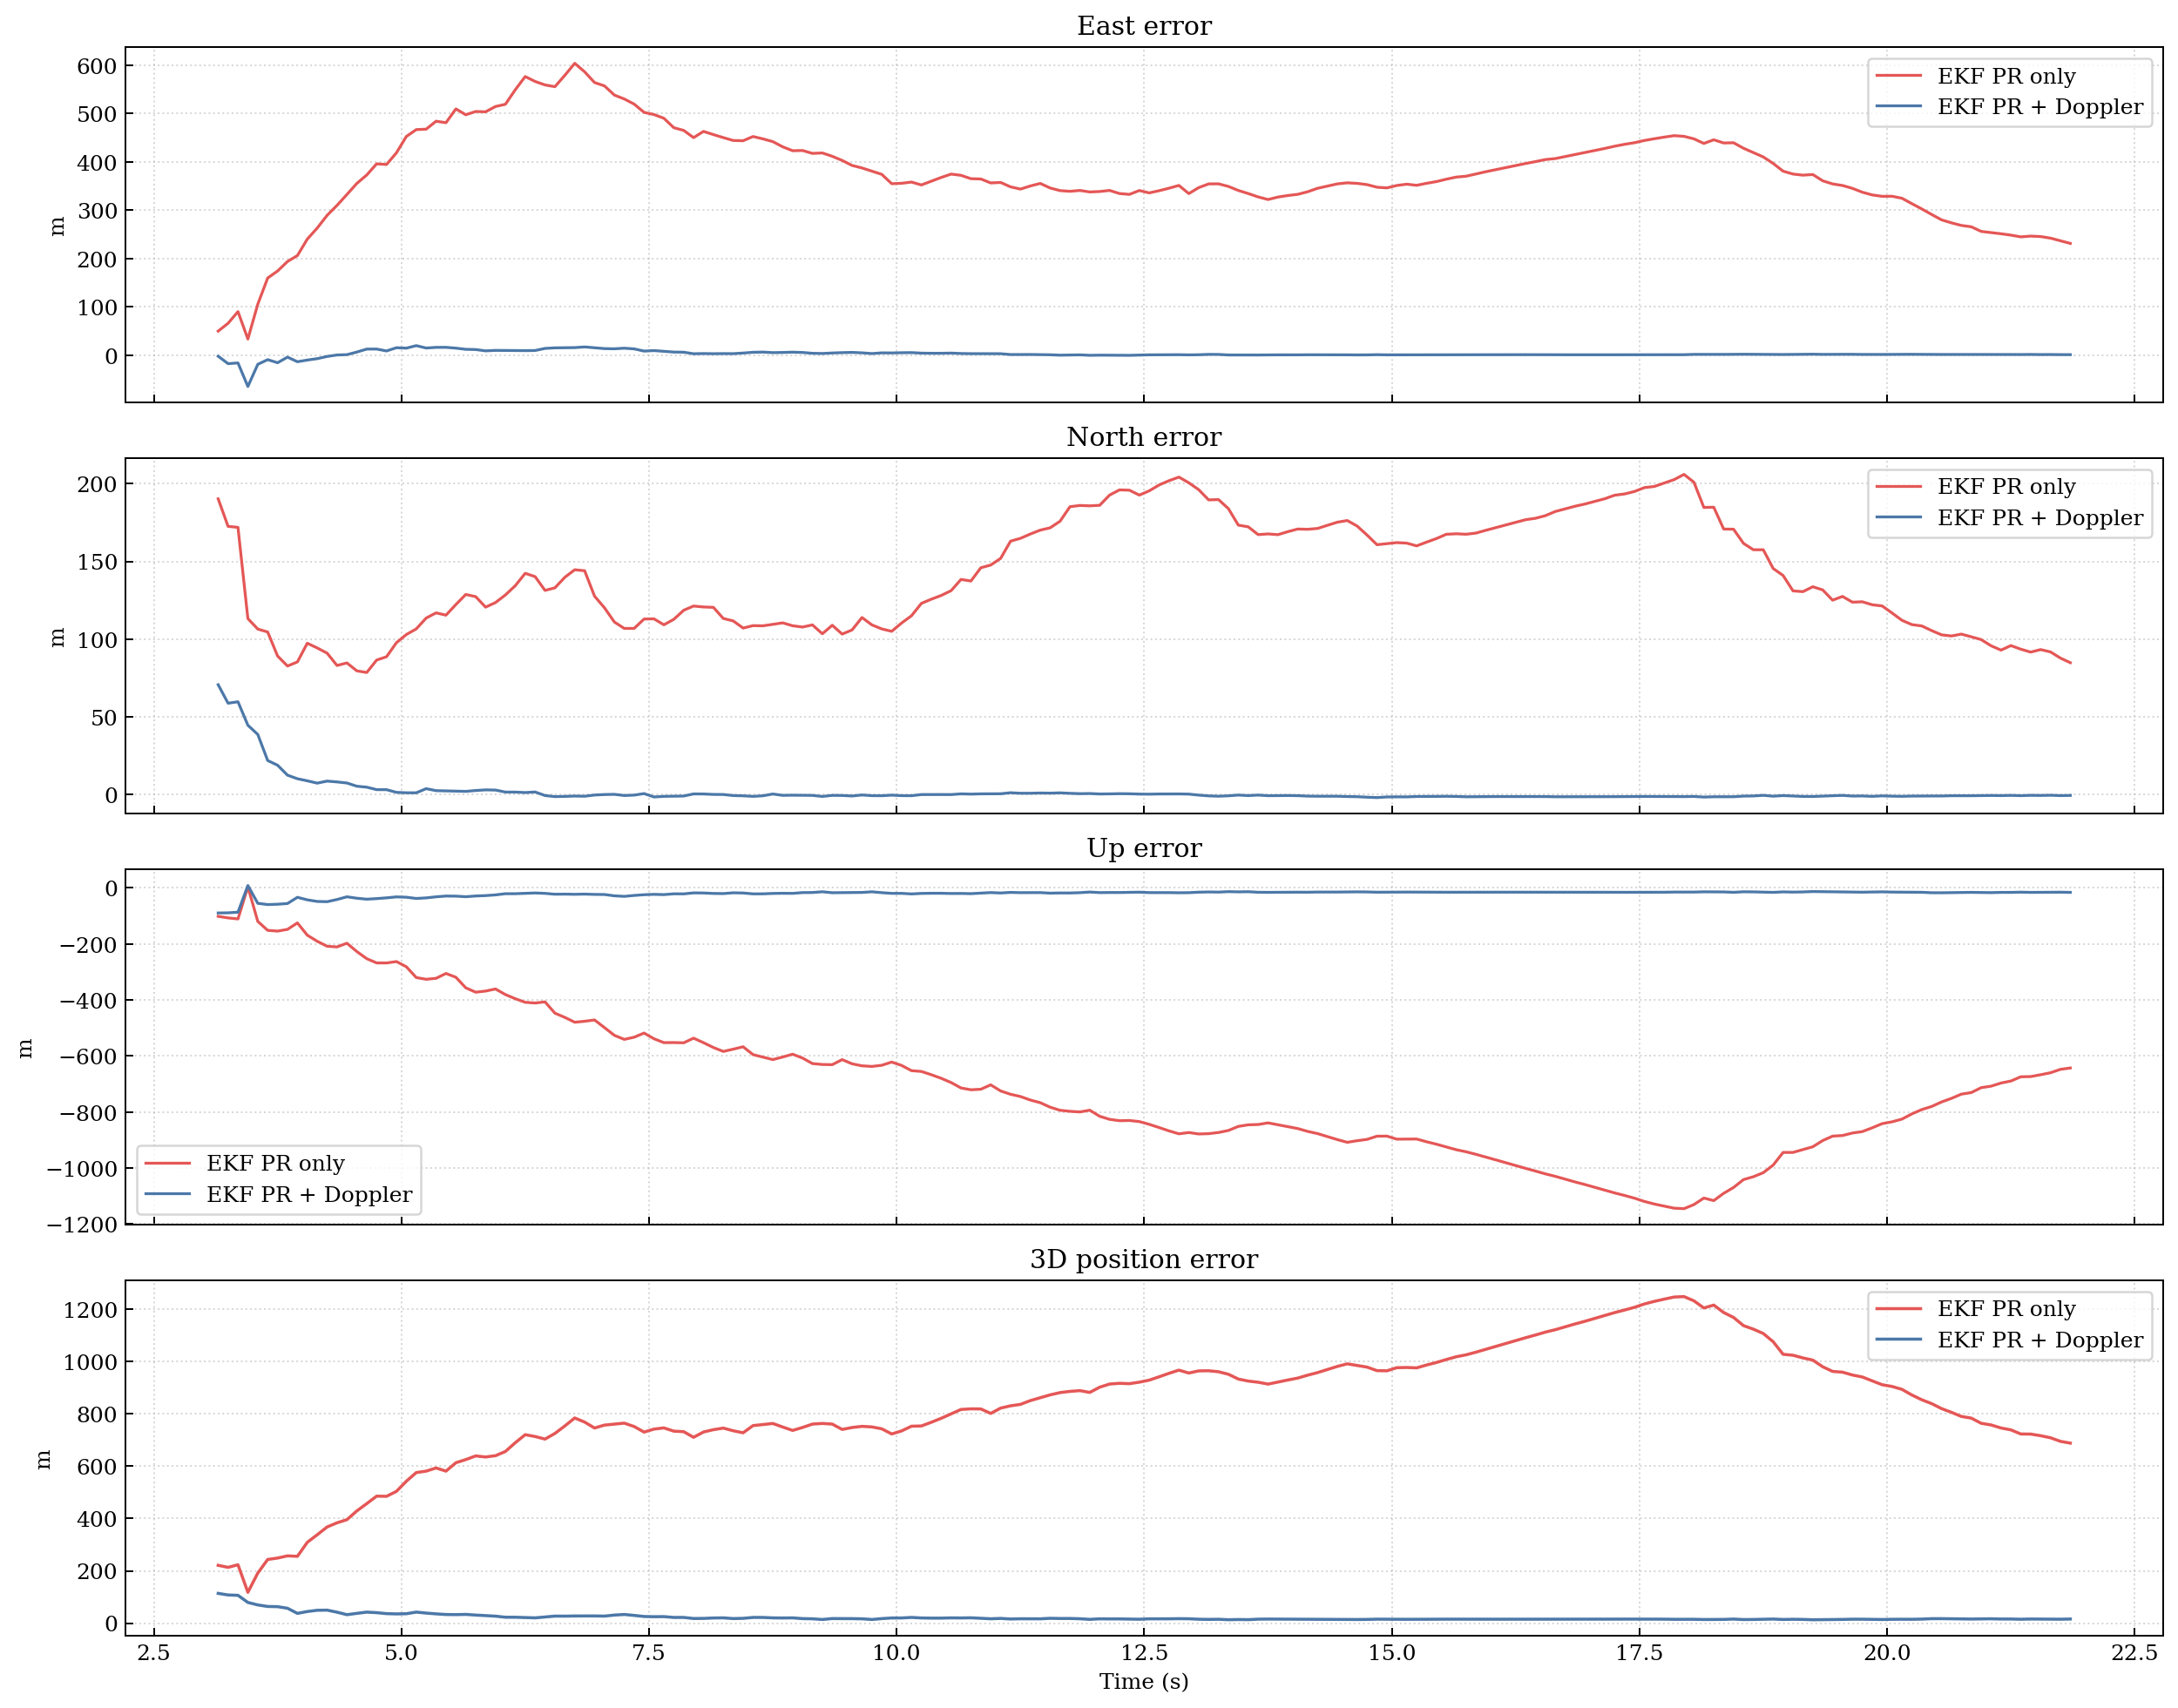 East error
600
500
400
300
200
100
0
m
EKF PR only
EKF PR + Doppler
North error
200
150
100
50
0
m
EKF PR only
EKF PR + Doppler
Up error
0
−200
−400
−600
−800
−1000
−1200
m
EKF PR only
EKF PR + Doppler
3D position error
1200
1000
800
600
400
200
0
m
EKF PR only
EKF PR + Doppler
2.5 5.0 7.5 10.0 12.5 15.0 17.5 20.0 22.5
Time (s)